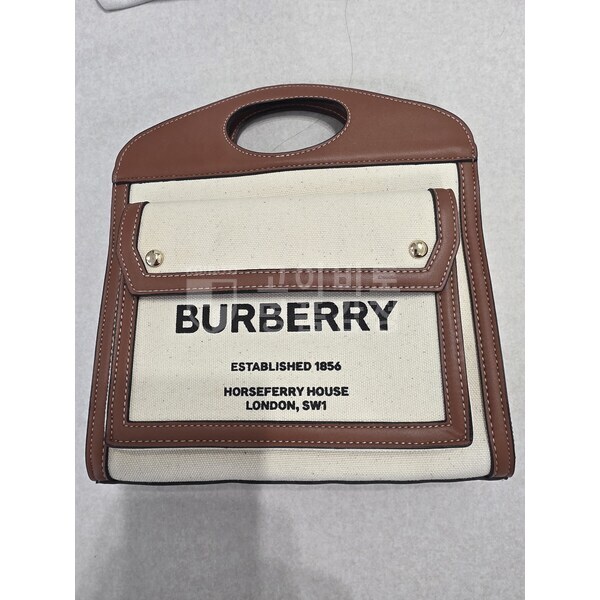 BURBERRY
ESTABLISHED 1856
HORSEFERRY HOUSE
LONDON, SW1